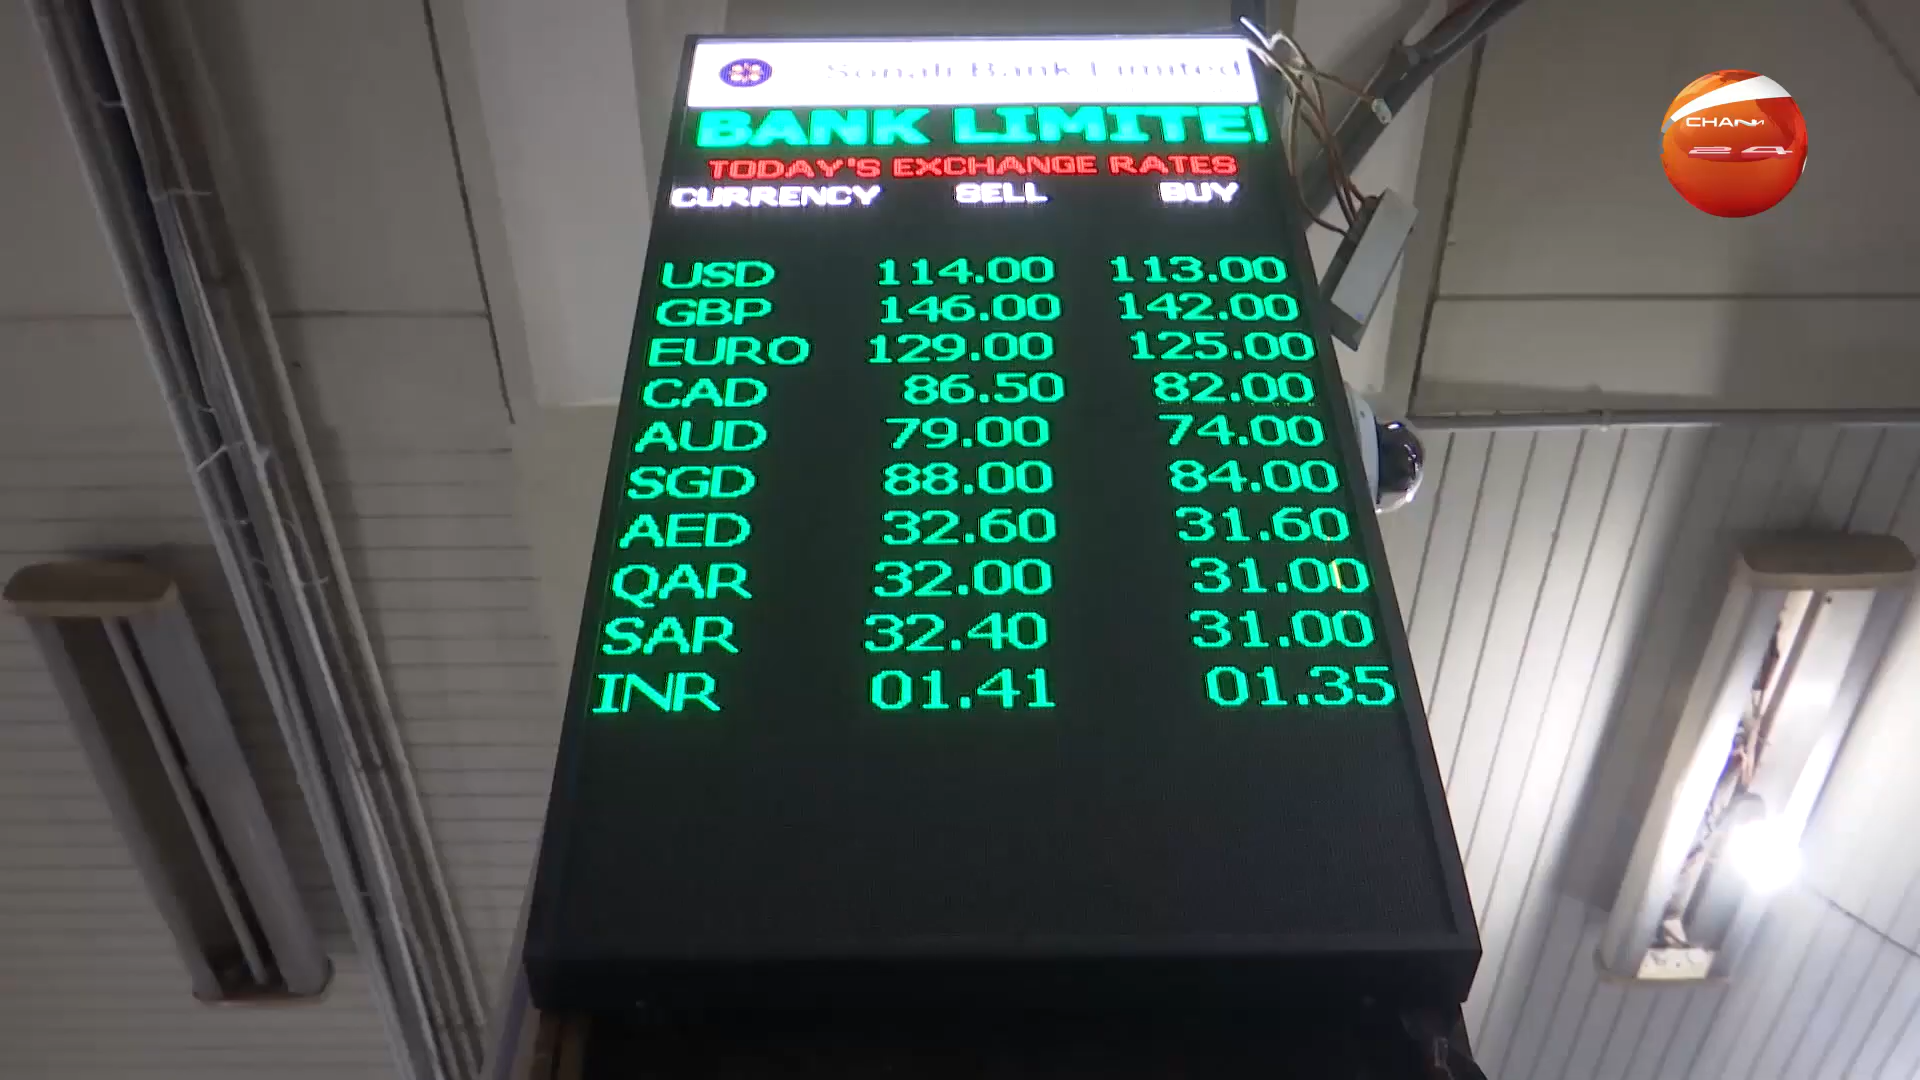 Sonali Bank Limited
BANK LIMITE
TODAY'S EXCHANGE RATES
CURRENCY SELL BUY
USD 114.00 113.00
GBP 146.00 142.00
EURO 129.00 125.00
CAD 86.50 82.00
AUD 79.00 74.00
SGD 88.00 84.00
AED 32.60 31.60
QAR 32.00 31.00
SAR 32.40 31.00
INR 01.41 01.35
24